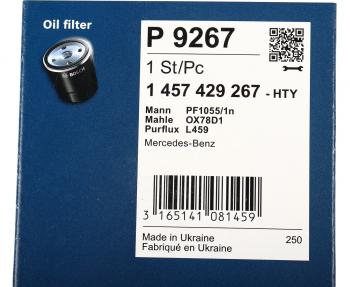 Oil filter
BOSCH
P 9267
1 St/Pc
1 457 429 267 - HTY
Mann PF1055/1n
Mahle OX78D1
Purflux L459
Mercedes-Benz
3 165141 081459
Made in Ukraine
Fabriqué en Ukraine
250